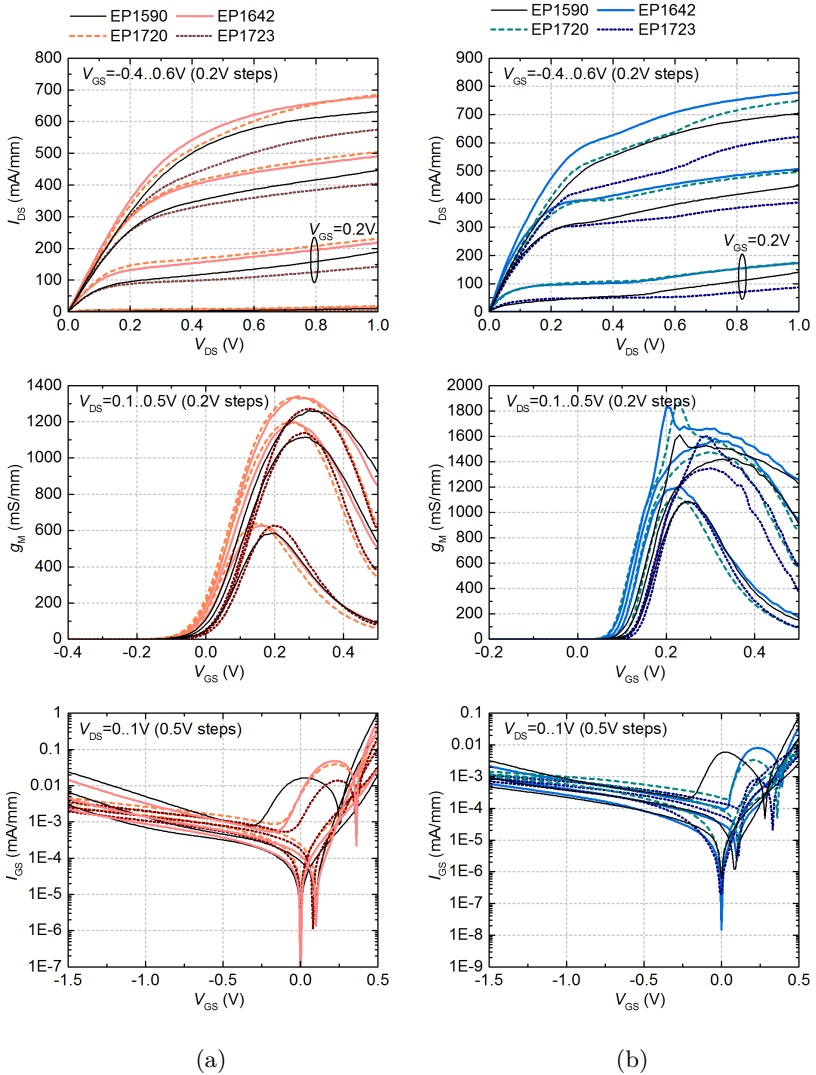 EP1590 EP1642
EP1720 EP1723
800
700
600
500
400
300
200
100
0
I_DS (mA/mm)
V_GS=-0.4..0.6V (0.2V steps)
V_GS=0.2V
0.0 0.2 0.4 0.6 0.8 1.0
V_DS (V)
EP1590 EP1642
EP1720 EP1723
900
800
700
600
500
400
300
200
100
0
I_DS (mA/mm)
V_GS=-0.4..0.6V (0.2V steps)
V_GS=0.2V
0.0 0.2 0.4 0.6 0.8 1.0
V_DS (V)
1400
1200
1000
800
600
400
200
0
g_M (mS/mm)
V_DS=0.1..0.5V (0.2V steps)
-0.4 -0.2 0.0 0.2 0.4
V_GS (V)
2000
1800
1600
1400
1200
1000
800
600
400
200
0
g_M (mS/mm)
V_DS=0.1..0.5V (0.2V steps)
-0.2 0.0 0.2 0.4
V_GS (V)
1
0.1
0.01
1E-3
1E-4
1E-5
1E-6
1E-7
I_GS (mA/mm)
V_DS=0..1V (0.5V steps)
-1.5 -1.0 -0.5 0.0 0.5
V_GS (V)
0.1
0.01
1E-3
1E-4
1E-5
1E-6
1E-7
1E-8
1E-9
I_GS (mA/mm)
V_DS=0..1V (0.5V steps)
-1.5 -1.0 -0.5 0.0 0.5
V_GS (V)
(a) (b)